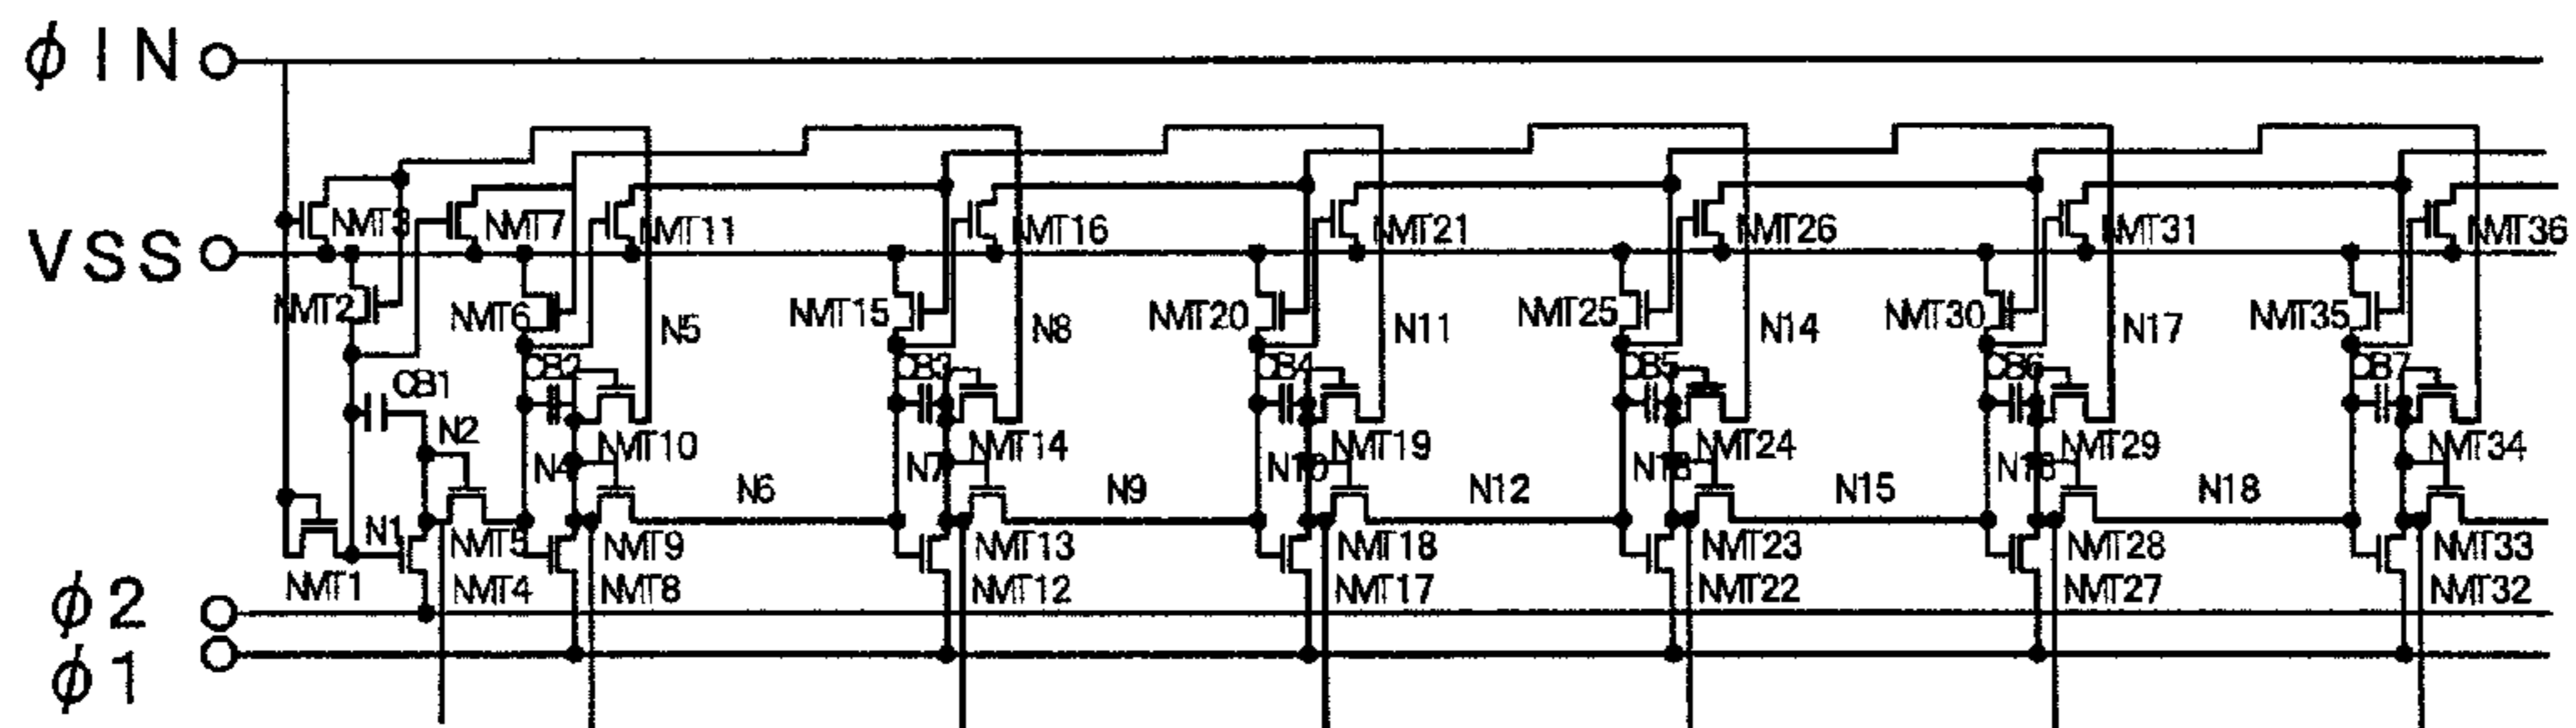 ϕIN
NMT3 NMT7 NMT11 NMT16 NMT21 NMT26 NMT31 NMT36
VSS
NMT2 NMT6 NMT15 NMT20 NMT25 NMT30 NMT35
N5 N8 N11 N14 N17
CB1 CB2 CB3 CB4 CB5 CB6 CB7
N2 NMT10 NMT14 NMT19 NMT24 NMT29 NMT34
N4 N7 N10 N13 N16
N6 N9 N12 N15 N18
N1 NMT5 NMT9 NMT13 NMT18 NMT23 NMT28 NMT33
NMT1 NMT4 NMT8 NMT12 NMT17 NMT22 NMT27 NMT32
ϕ2
ϕ1